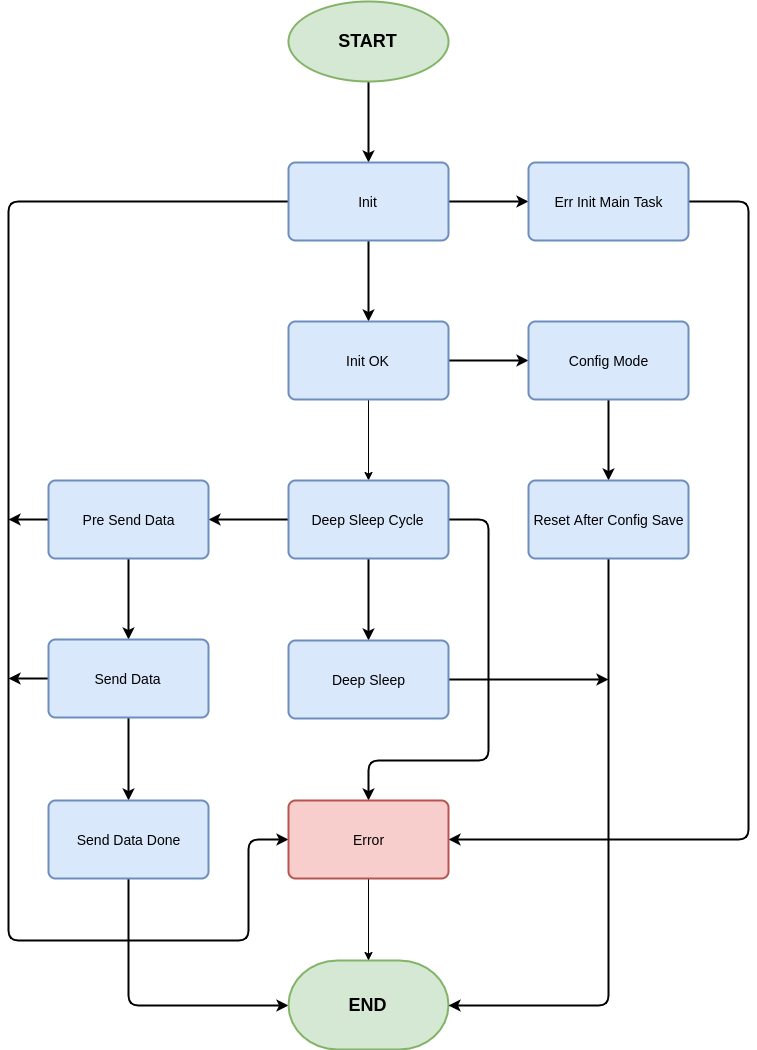 START
Init
Err Init Main Task
Init OK
Config Mode
Pre Send Data
Deep Sleep Cycle
Reset After Config Save
Send Data
Deep Sleep
Send Data Done
Error
END